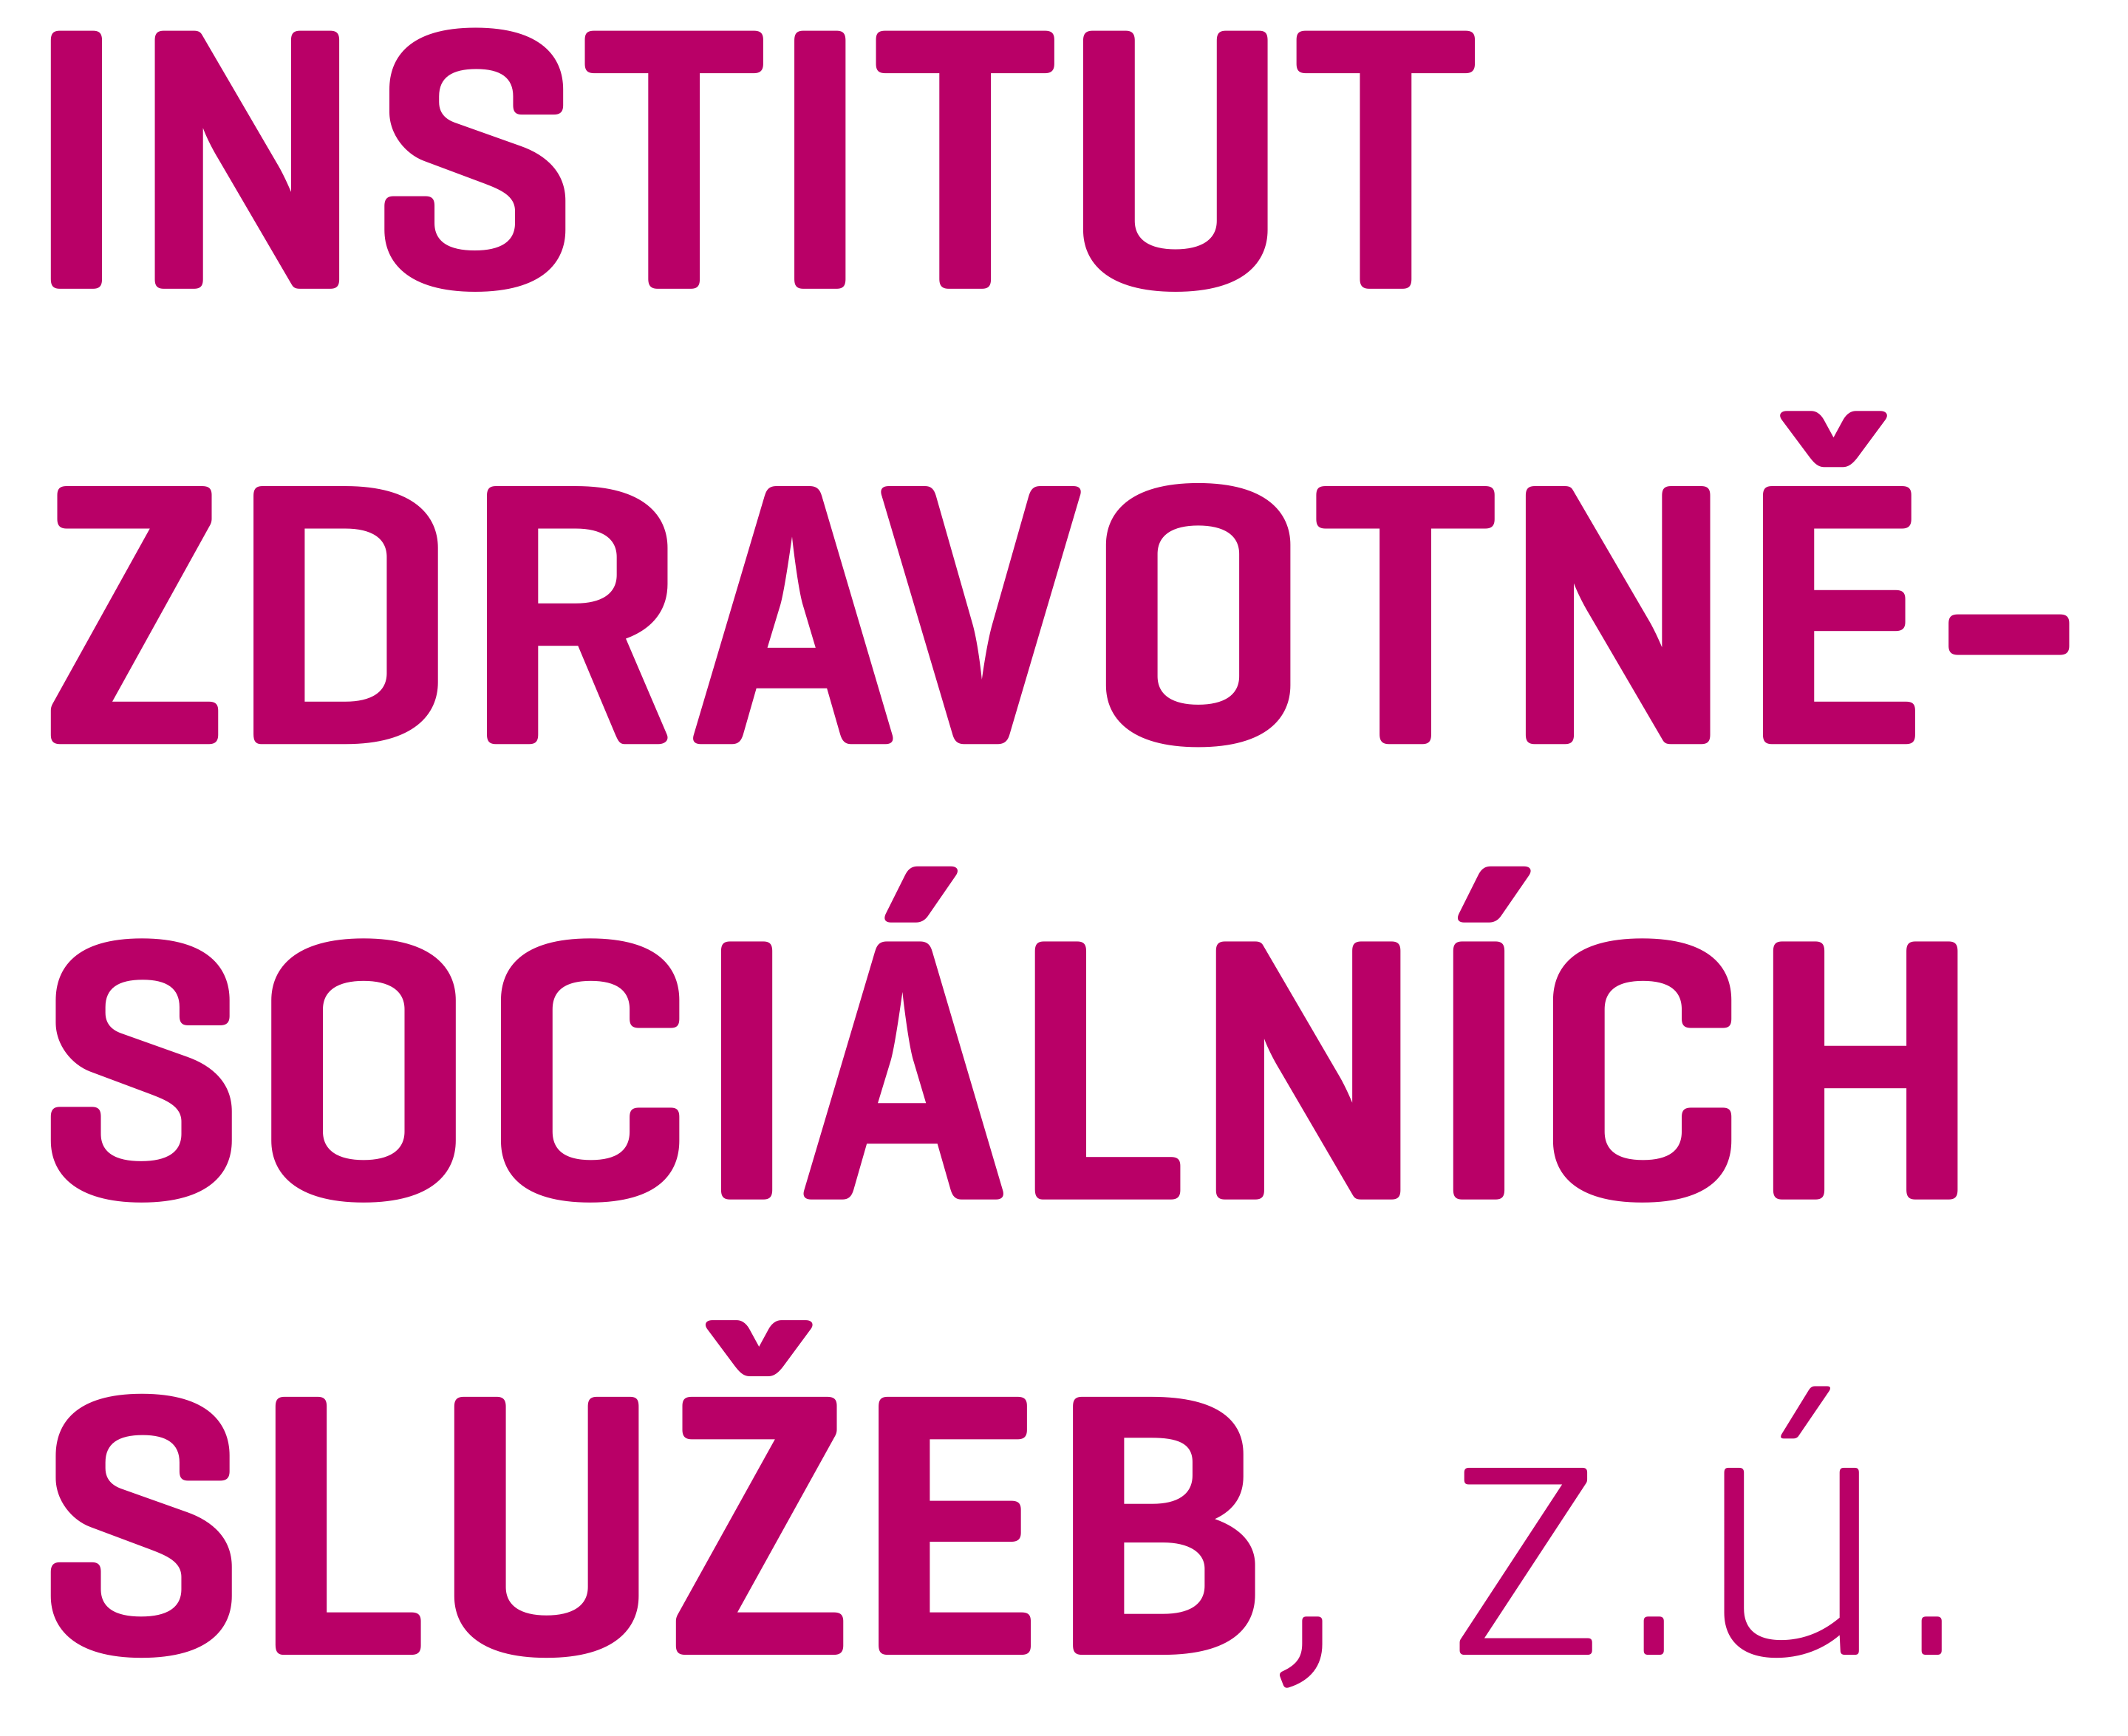 INSTITUT
ZDRAVOTNĚ-
SOCIÁLNÍCH
SLUŽEB, z.ú.